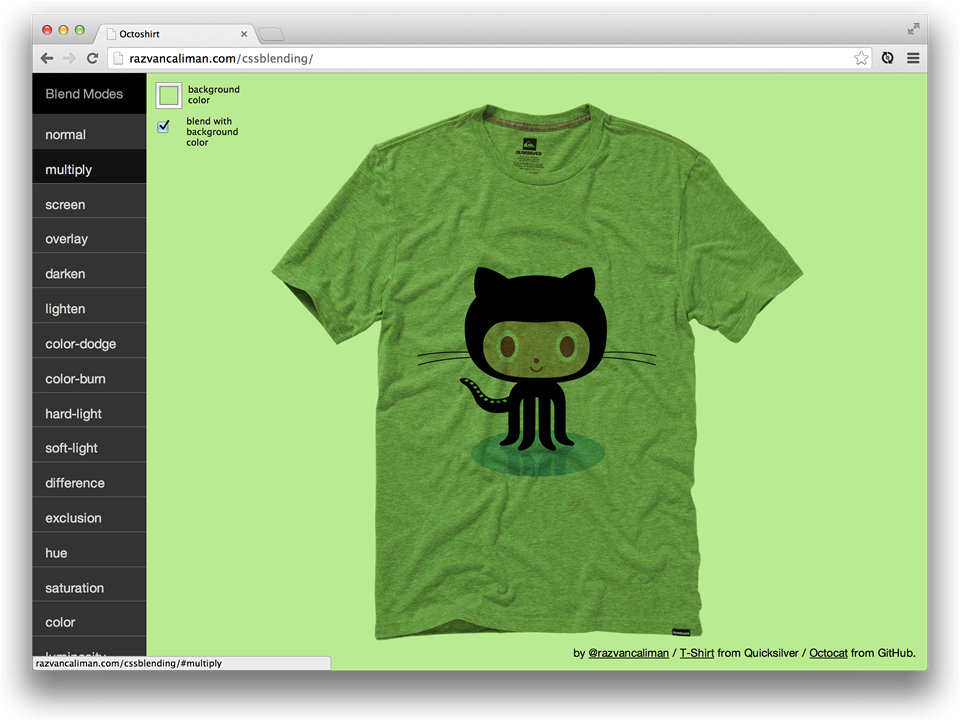 Octoshirt
razvancaliman.com/cssblending/
Blend Modes
background
color
blend with
background
color
normal
multiply
screen
overlay
darken
lighten
color-dodge
color-burn
hard-light
soft-light
difference
exclusion
hue
saturation
color
luminosity
razvancaliman.com/cssblending/#multiply
QUIKSILVER
by @razvancaliman / T-Shirt from Quicksilver / Octocat from GitHub.